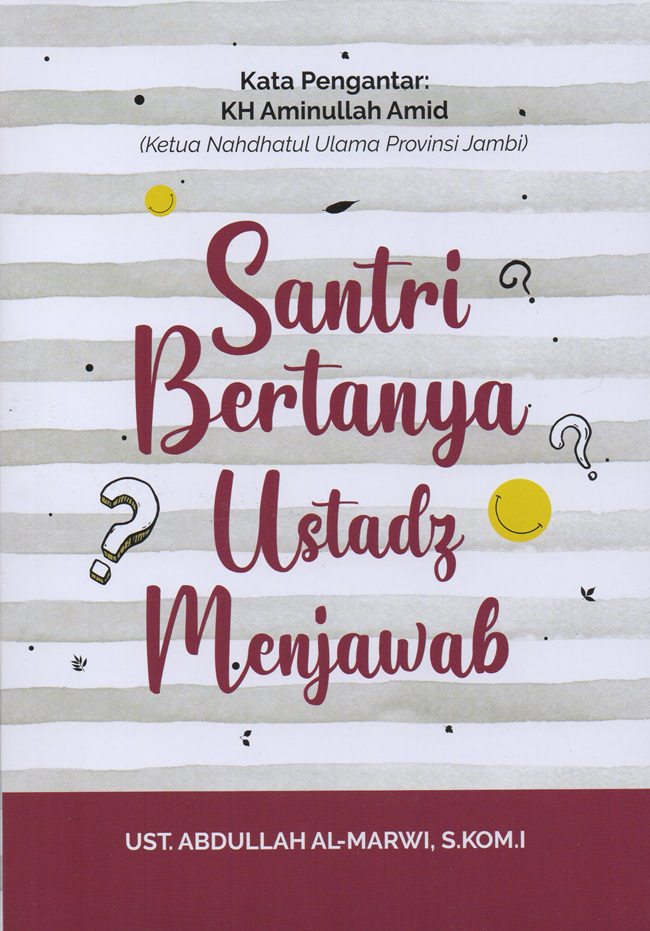 Kata Pengantar:
KH Aminullah Amid
(Ketua Nahdhatul Ulama Provinsi Jambi)
Santri
Bertanya
Ustadz
Menjawab
UST. ABDULLAH AL-MARWI, S.KOM.I